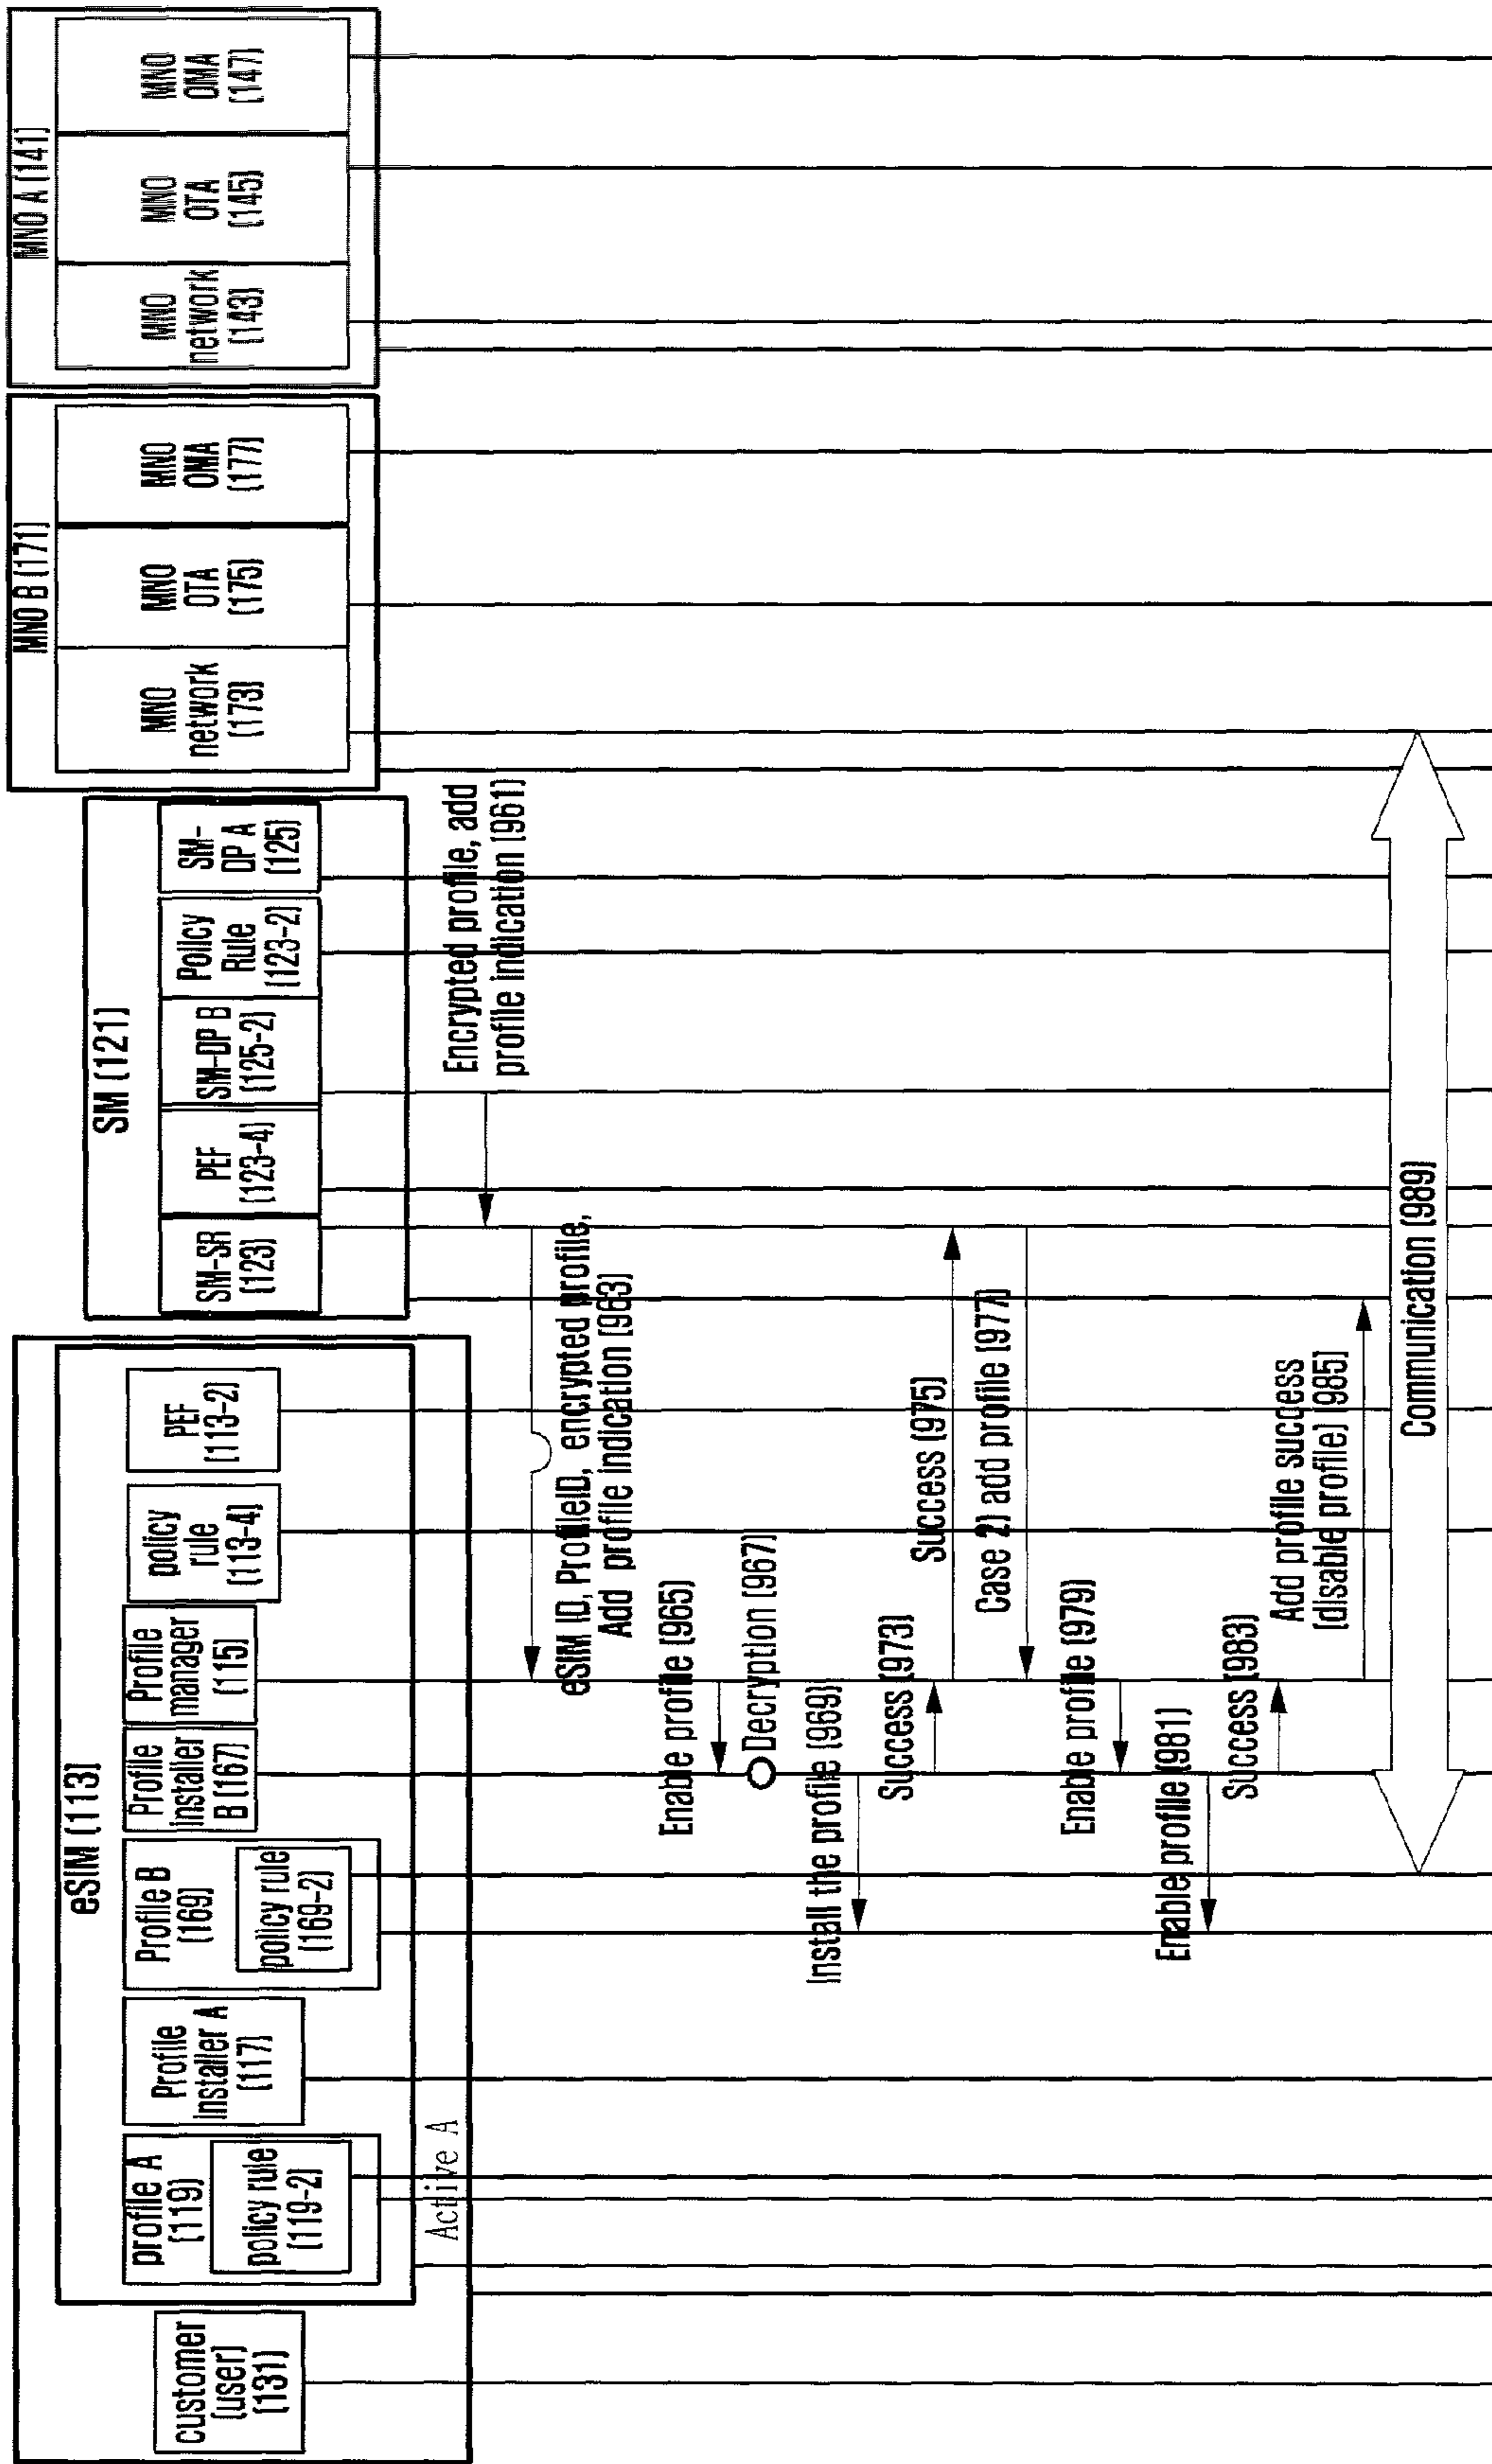 customer
(user)
(131)
eSIM (113)
profile A
(119)
policy rule
(119-2)
Profile
installer A
(117)
Profile B
(169)
policy rule
(169-2)
Profile
installer
B (167)
Profile
manager
(115)
policy
rule
(113-4)
PEF
(113-2)
Active A
SM (121)
SM-SR
(123)
PEF
(123-4)
SM-DP B
(125-2)
Policy
Rule
(123-2)
SM-
DP A
(125)
MNO B (171)
MNO
network
(173)
MNO
OTA
(175)
MNO
OMA
(177)
MNO A (141)
MNO
network
(143)
MNO
OTA
(145)
MNO
OMA
(147)
Encrypted profile, add
profile indication (961)
eSIM ID, ProfileID, encrypted profile,
Add profile indication (963)
Enable profile (965)
Decryption (967)
Install the profile (969)
Success (973)
Success (975)
Case 2) add profile (977)
Enable profile (979)
Enable profile (981)
Success (983)
Add profile success
(disable profile) (985)
Communication (989)